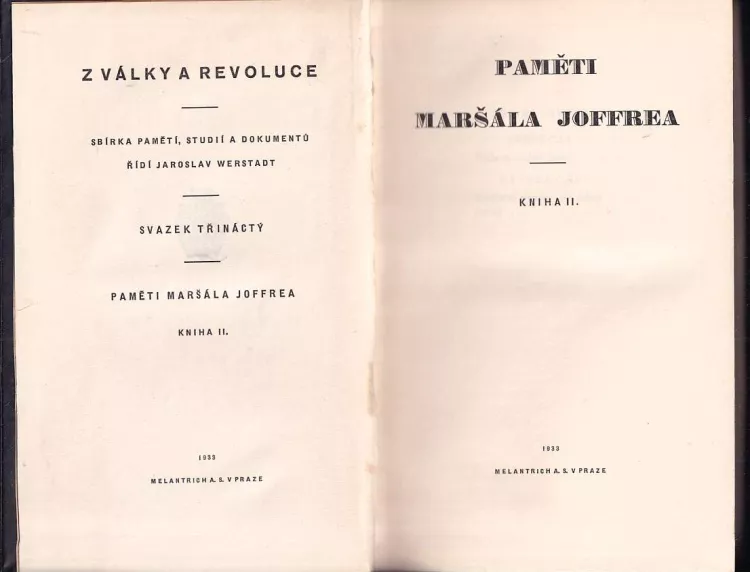 Z VÁLKY A REVOLUCE
SBÍRKA PAMĚTÍ, STUDIÍ A DOKUMENTŮ
ŘÍDÍ JAROSLAV WERSTADT
SVAZEK TŘINÁCTÝ
PAMĚTI MARŠÁLA JOFFREA
KNIHA II.
1933
MELANTRICH A. S. V PRAZE
PAMĚTI
MARŠÁLA JOFFREA
KNIHA II.
1933
MELANTRICH A. S. V PRAZE